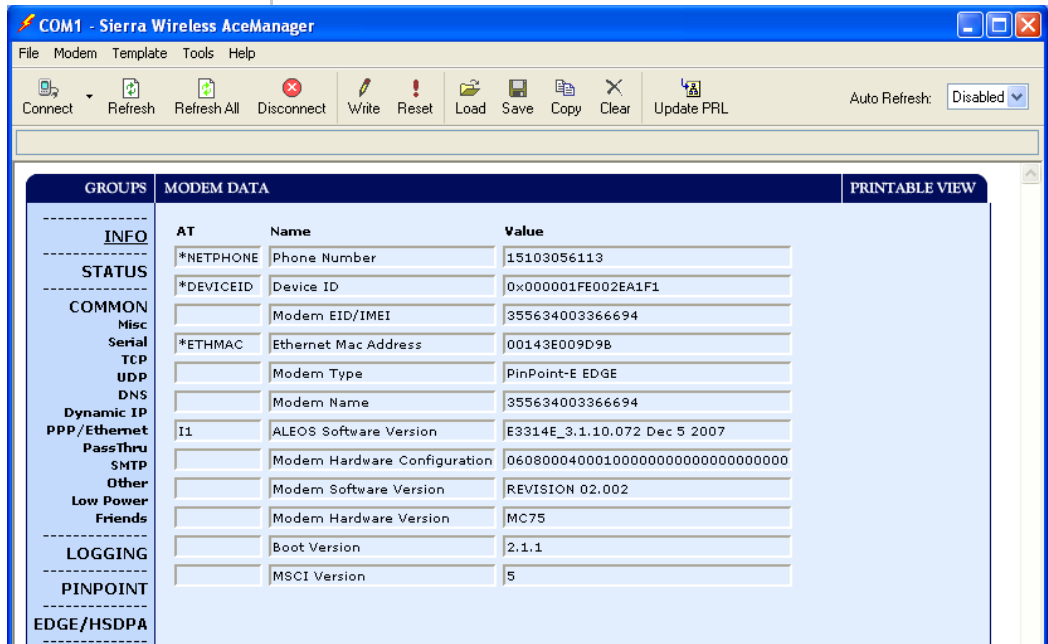 COM1 - Sierra Wireless AceManager
File Modem Template Tools Help
Connect Refresh Refresh All Disconnect Write Reset Load Save Copy Clear Update PRL Auto Refresh: Disabled
GROUPS MODEM DATA PRINTABLE VIEW
INFO
STATUS
COMMON
Misc
Serial
TCP
UDP
DNS
Dynamic IP
PPP/Ethernet
PassThru
SMTP
Other
Low Power
Friends
LOGGING
PINPOINT
EDGE/HSDPA
AT Name Value
*NETPHONE Phone Number 15103056113
*DEVICEID Device ID 0x000001FE002EA1F1
Modem EID/IMEI 355634003366694
*ETHMAC Ethernet Mac Address 00143E009D9B
Modem Type PinPoint-E EDGE
Modem Name 355634003366694
I1 ALEOS Software Version E3314E_3.1.10.072 Dec 5 2007
Modem Hardware Configuration 06080004000100000000000000000000
Modem Software Version REVISION 02.002
Modem Hardware Version MC75
Boot Version 2.1.1
MSCI Version 5